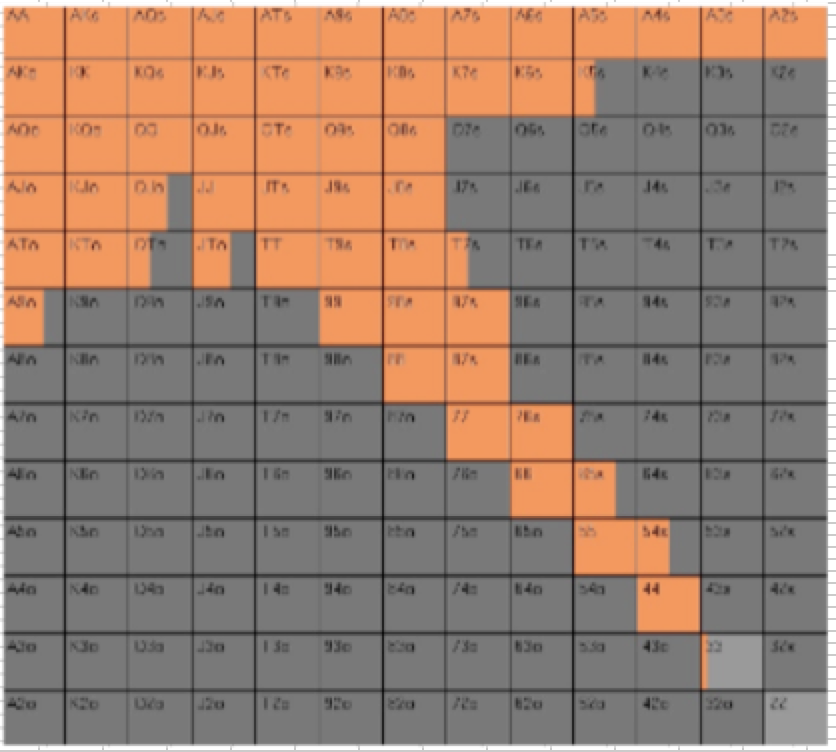 AA AKs AQs AJs ATs A9s A8s A7s A6s A5s A4s A3s A2s
AKo KK KQs KJs KTs K9s K8s K7s K6s K5s K4s K3s K2s
AQo KQo QQ QJs QTs Q9s Q8s Q7s Q6s Q5s Q4s Q3s Q2s
AJo KJo QJo JJ JTs J9s J8s J7s J6s J5s J4s J3s J2s
ATo KTo QTo JTo TT T9s T8s T7s T6s T5s T4s T3s T2s
A9o K9o Q9o J9o T9o 99 98s 97s 96s 95s 94s 93s 92s
A8o K8o Q8o J8o T8o 98o 88 87s 86s 85s 84s 83s 82s
A7o K7o Q7o J7o T7o 97o 87o 77 76s 75s 74s 73s 72s
A6o K6o Q6o J6o T6o 96o 86o 76o 66 65s 64s 63s 62s
A5o K5o Q5o J5o T5o 95o 85o 75o 65o 55 54s 53s 52s
A4o K4o Q4o J4o T4o 94o 84o 74o 64o 54o 44 43s 42s
A3o K3o Q3o J3o T3o 93o 83o 73o 63o 53o 43o 33 32s
A2o K2o Q2o J2o T2o 92o 82o 72o 62o 52o 42o 32o 22